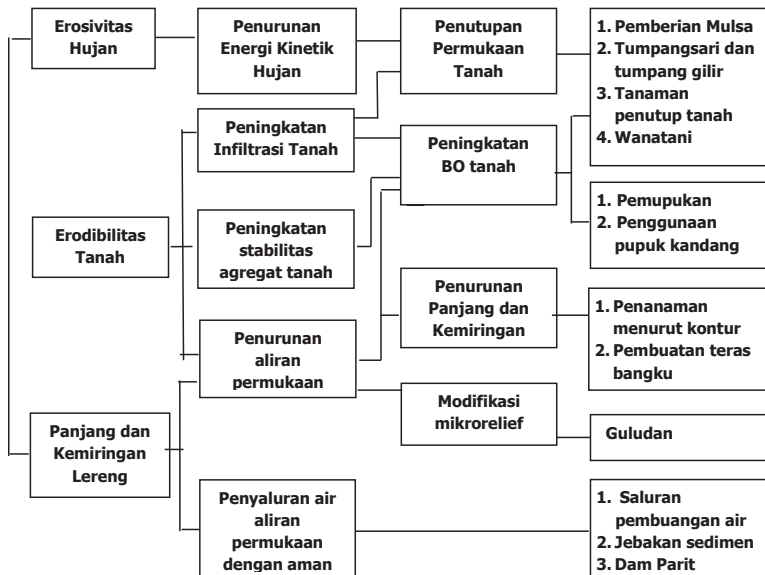 Erosivitas
Hujan
Penurunan
Energi Kinetik
Hujan
Penutupan
Permukaan
Tanah
1. Pemberian Mulsa
2. Tumpangsari dan
tumpang gilir
3. Tanaman
penutup tanah
4. Wanatani
Peningkatan
Infiltrasi Tanah
Peningkatan
BO tanah
1. Pemupukan
2. Penggunaan
pupuk kandang
Erodibilitas
Tanah
Peningkatan
stabilitas
agregat tanah
Penurunan
Panjang dan
Kemiringan
1. Penanaman
menurut kontur
2. Pembuatan teras
bangku
Penurunan
aliran
permukaan
Modifikasi
mikrorelief
Guludan
Panjang dan
Kemiringan
Lereng
Penyaluran air
aliran
permukaan
dengan aman
1. Saluran
pembuangan air
2. Jebakan sedimen
3. Dam Parit